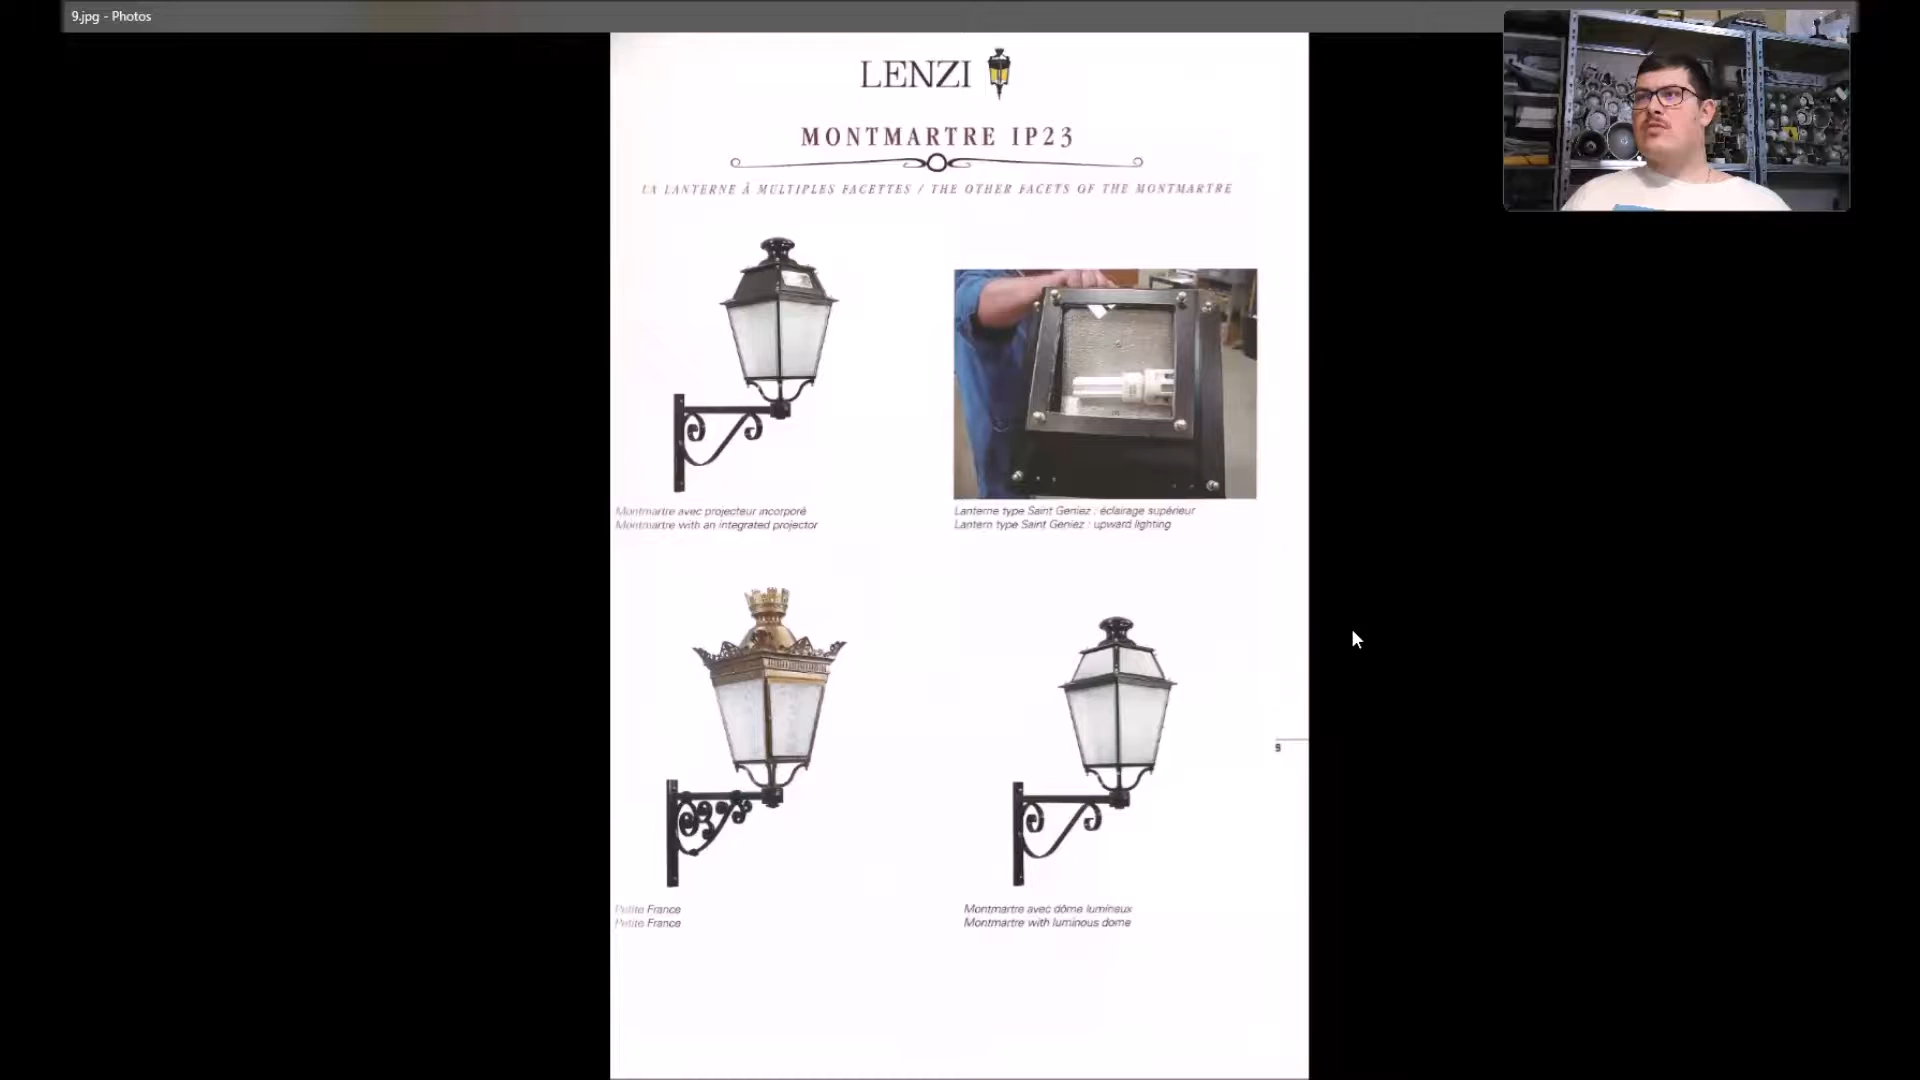 9.jpg - Photos
LENZI
MONTMARTRE IP23
LA LANTERNE À MULTIPLES FACETTES / THE OTHER FACETS OF THE MONTMARTRE
Montmartre avec projecteur incorporé
Montmartre with an integrated projector
Lanterne type Saint Geniez : éclairage supérieur
Lantern type Saint Geniez : upward lighting
Petite France
Petite France
Montmartre avec dôme lumineux
Montmartre with luminous dome
9